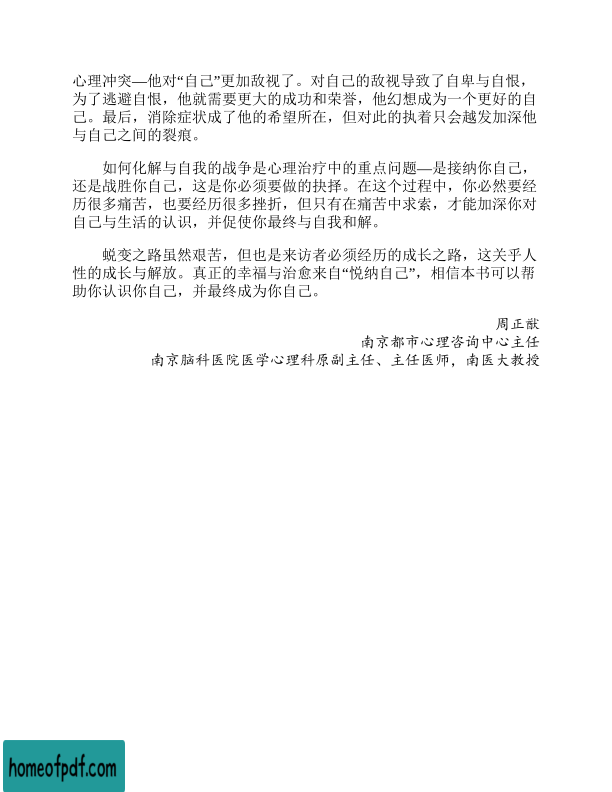 心理冲突—他对“自己”更加敌视了。对自己的敌视导致了自卑与自恨，
为了逃避自恨，他就需要更大的成功和荣誉，他幻想成为一个更好的自
己。最后，消除症状成了他的希望所在，但对此的执着只会越发加深他
与自己之间的裂痕。
如何化解与自我的战争是心理治疗中的重点问题—是接纳你自己，
还是战胜你自己，这是你必须要做的抉择。在这个过程中，你必然要经
历很多痛苦，也要经历很多挫折，但只有在痛苦中求索，才能加深你对
自己与生活的认识，并促使你最终与自我和解。
蜕变之路虽然艰苦，但也是来访者必须经历的成长之路，这关乎人
性的成长与解放。真正的幸福与治愈来自“悦纳自己”，相信本书可以帮
助你认识你自己，并最终成为你自己。
周正猷
南京都市心理咨询中心主任
南京脑科医院医学心理科原副主任、主任医师，南医大教授
homeofpdf.com